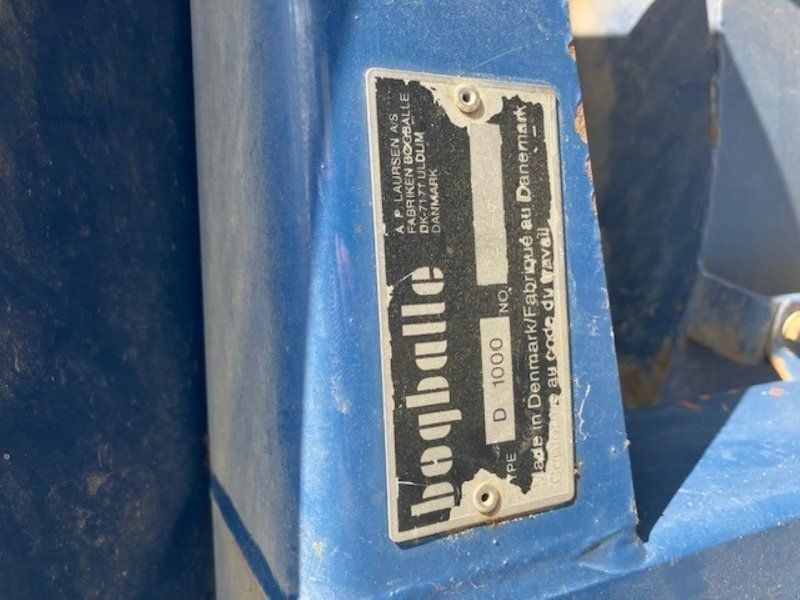 bogballe
A. P. LAURSEN A/S
FABRIKEN BOGBALLE
DK-7171 ULDUM
DANMARK
TYPE D 1000 NO.
Made in Denmark/Fabriqué au Danemark
Conforme au code du travail